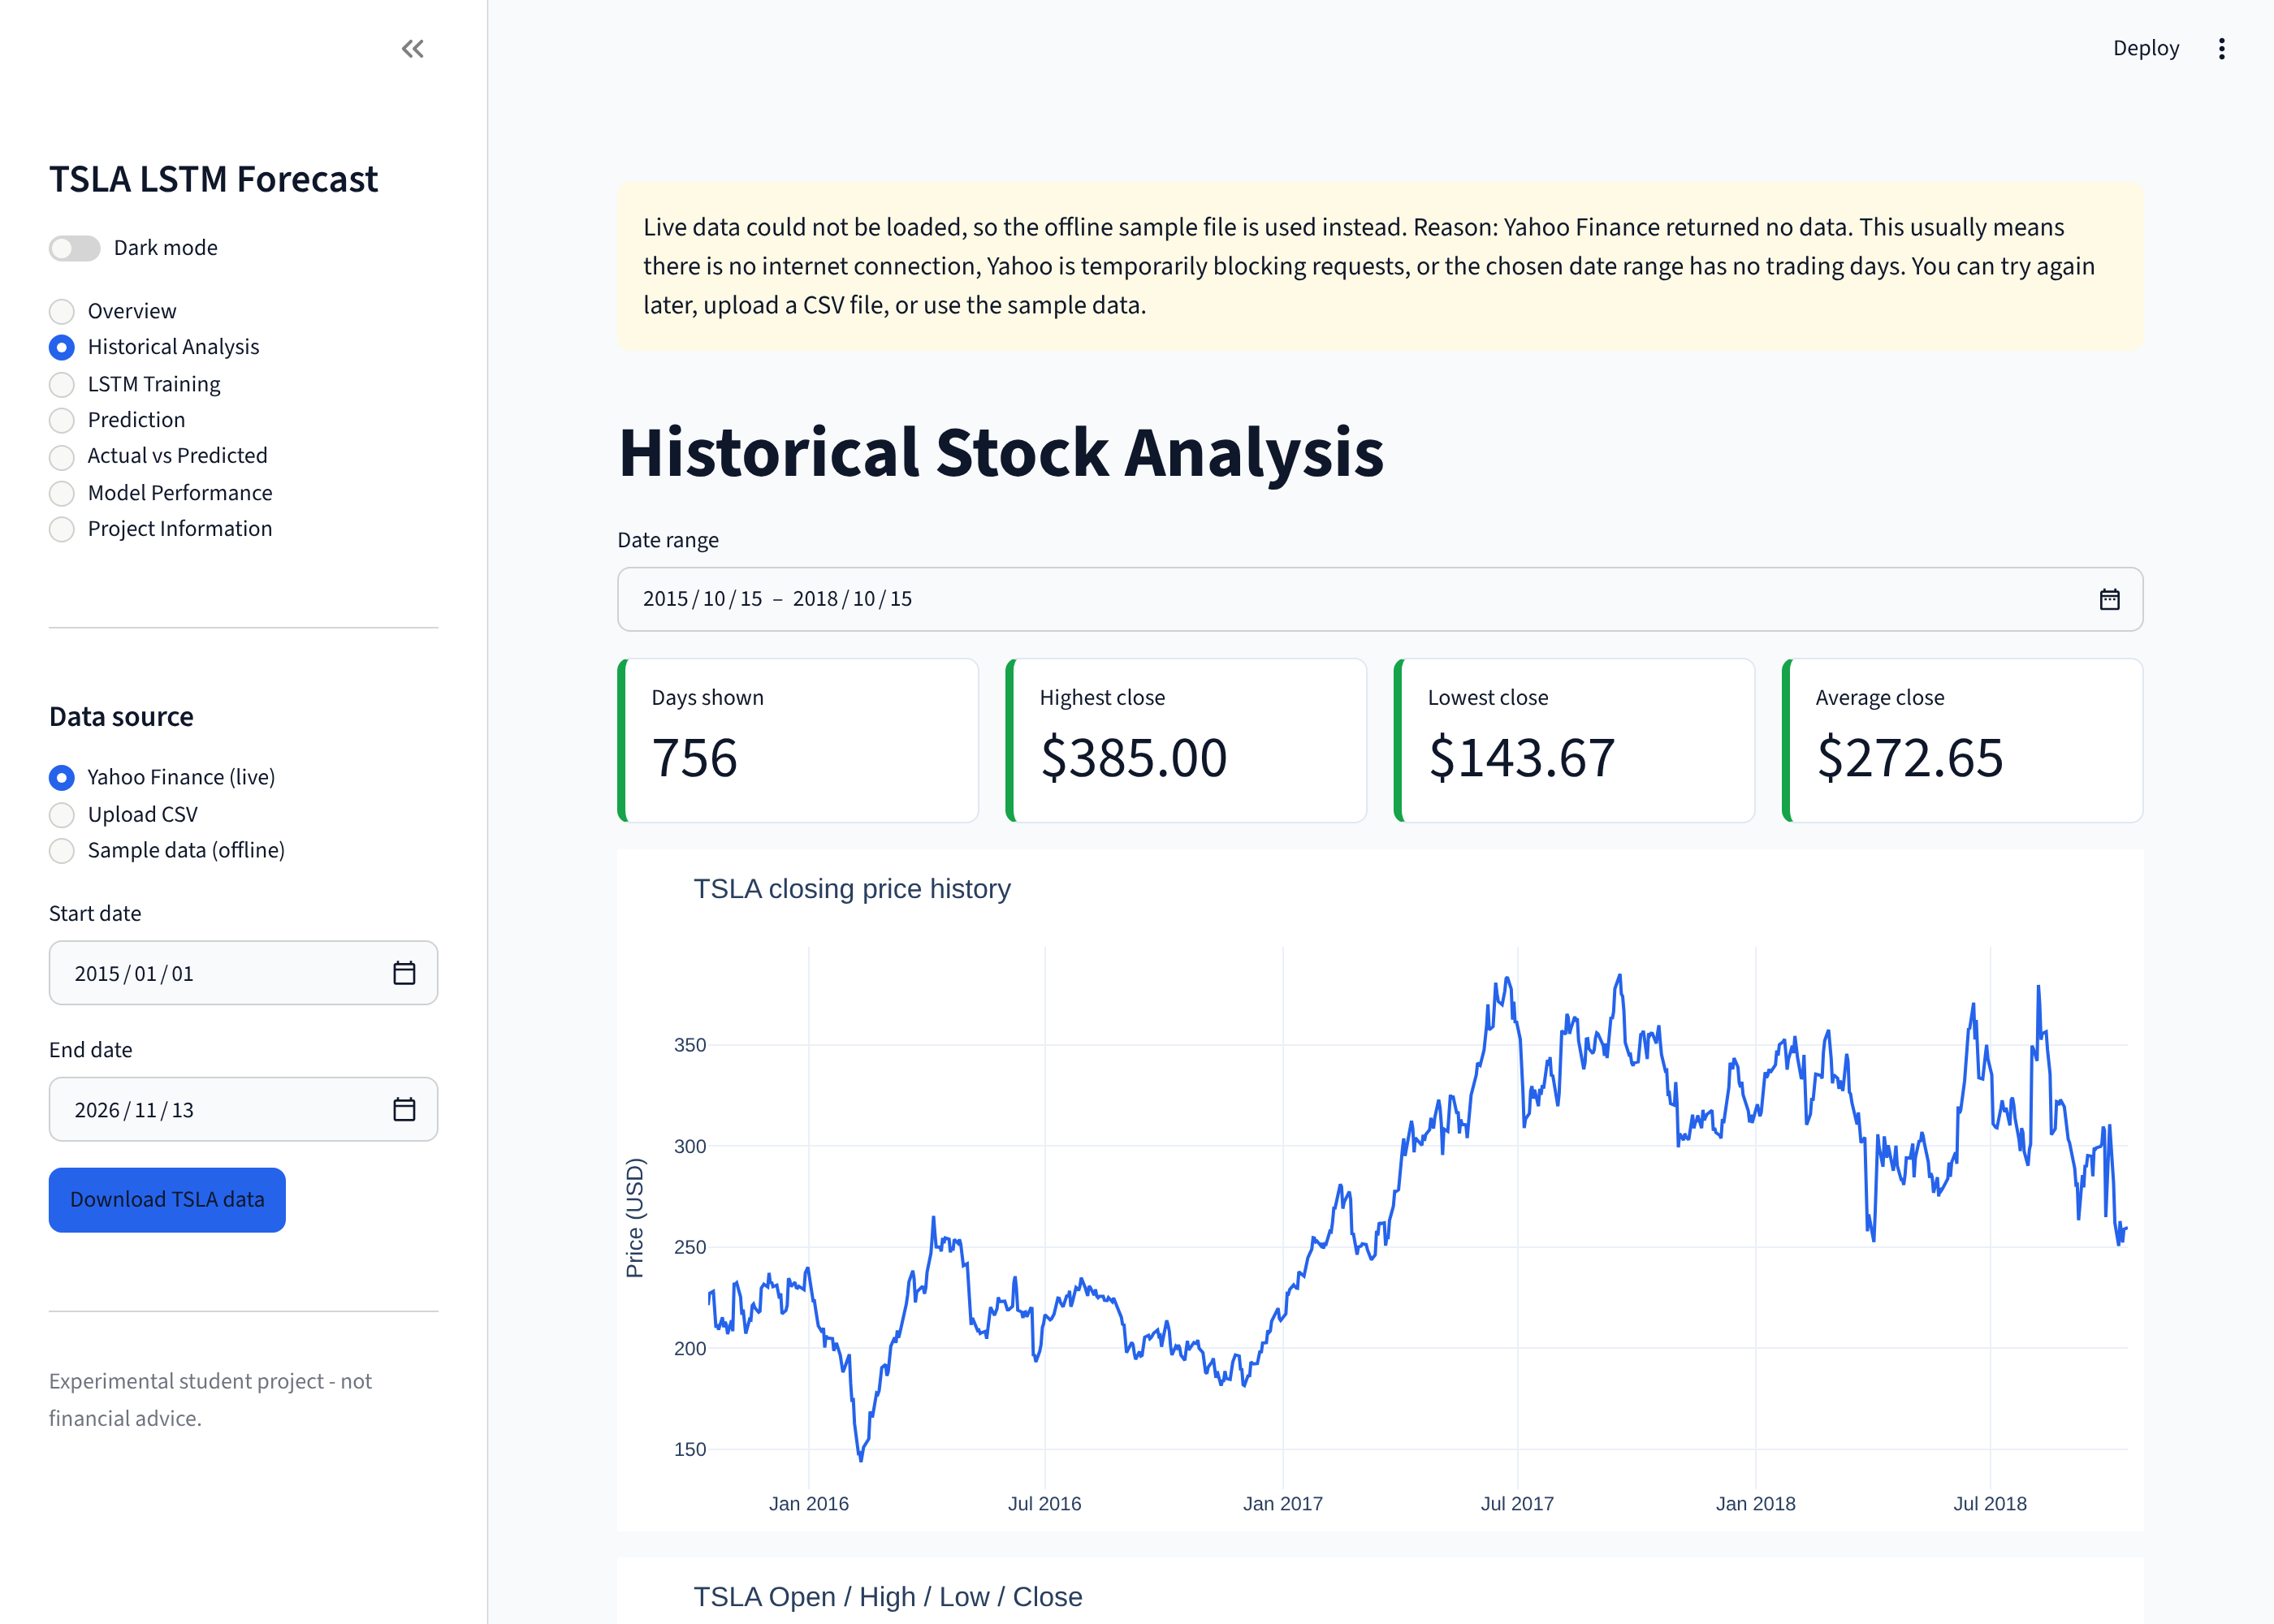 TSLA LSTM Forecast
Dark mode
Overview
Historical Analysis
LSTM Training
Prediction
Actual vs Predicted
Model Performance
Project Information
Data source
Yahoo Finance (live)
Upload CSV
Sample data (offline)
Start date
2015/01/01
End date
2026/11/13
Download TSLA data
Experimental student project - not
financial advice.
Deploy
Live data could not be loaded, so the offline sample file is used instead. Reason: Yahoo Finance returned no data. This usually means
there is no internet connection, Yahoo is temporarily blocking requests, or the chosen date range has no trading days. You can try again
later, upload a CSV file, or use the sample data.
Historical Stock Analysis
Date range
2015/10/15 – 2018/10/15
Days shown
756
Highest close
$385.00
Lowest close
$143.67
Average close
$272.65
TSLA closing price history
Price (USD)
350
300
250
200
150
Jan 2016 Jul 2016 Jan 2017 Jul 2017 Jan 2018 Jul 2018
TSLA Open / High / Low / Close